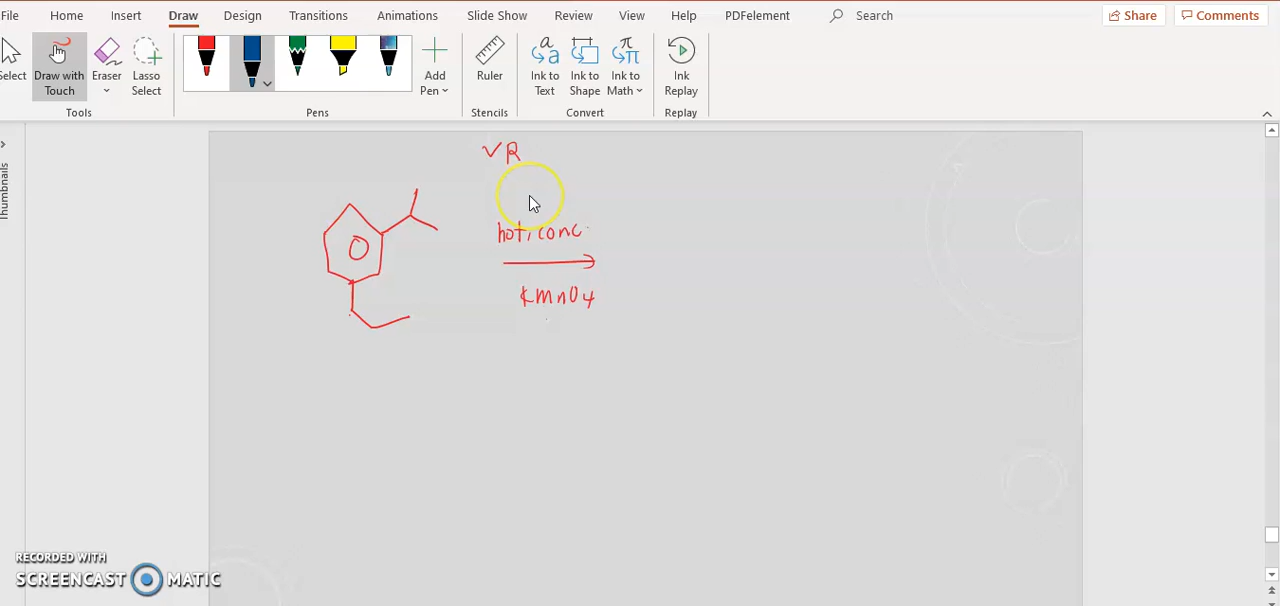 File Home Insert Draw Design Transitions Animations Slide Show Review View Help PDFelement Search Share Comments
Select Draw with Touch Eraser Lasso Select Add Pen Ruler Ink to Text Ink to Shape Ink to Math Ink Replay
Tools Pens Stencils Convert Replay
Thumbnails
✓R
hot, conc.
KMnO4
RECORDED WITH
SCREENCAST MATIC